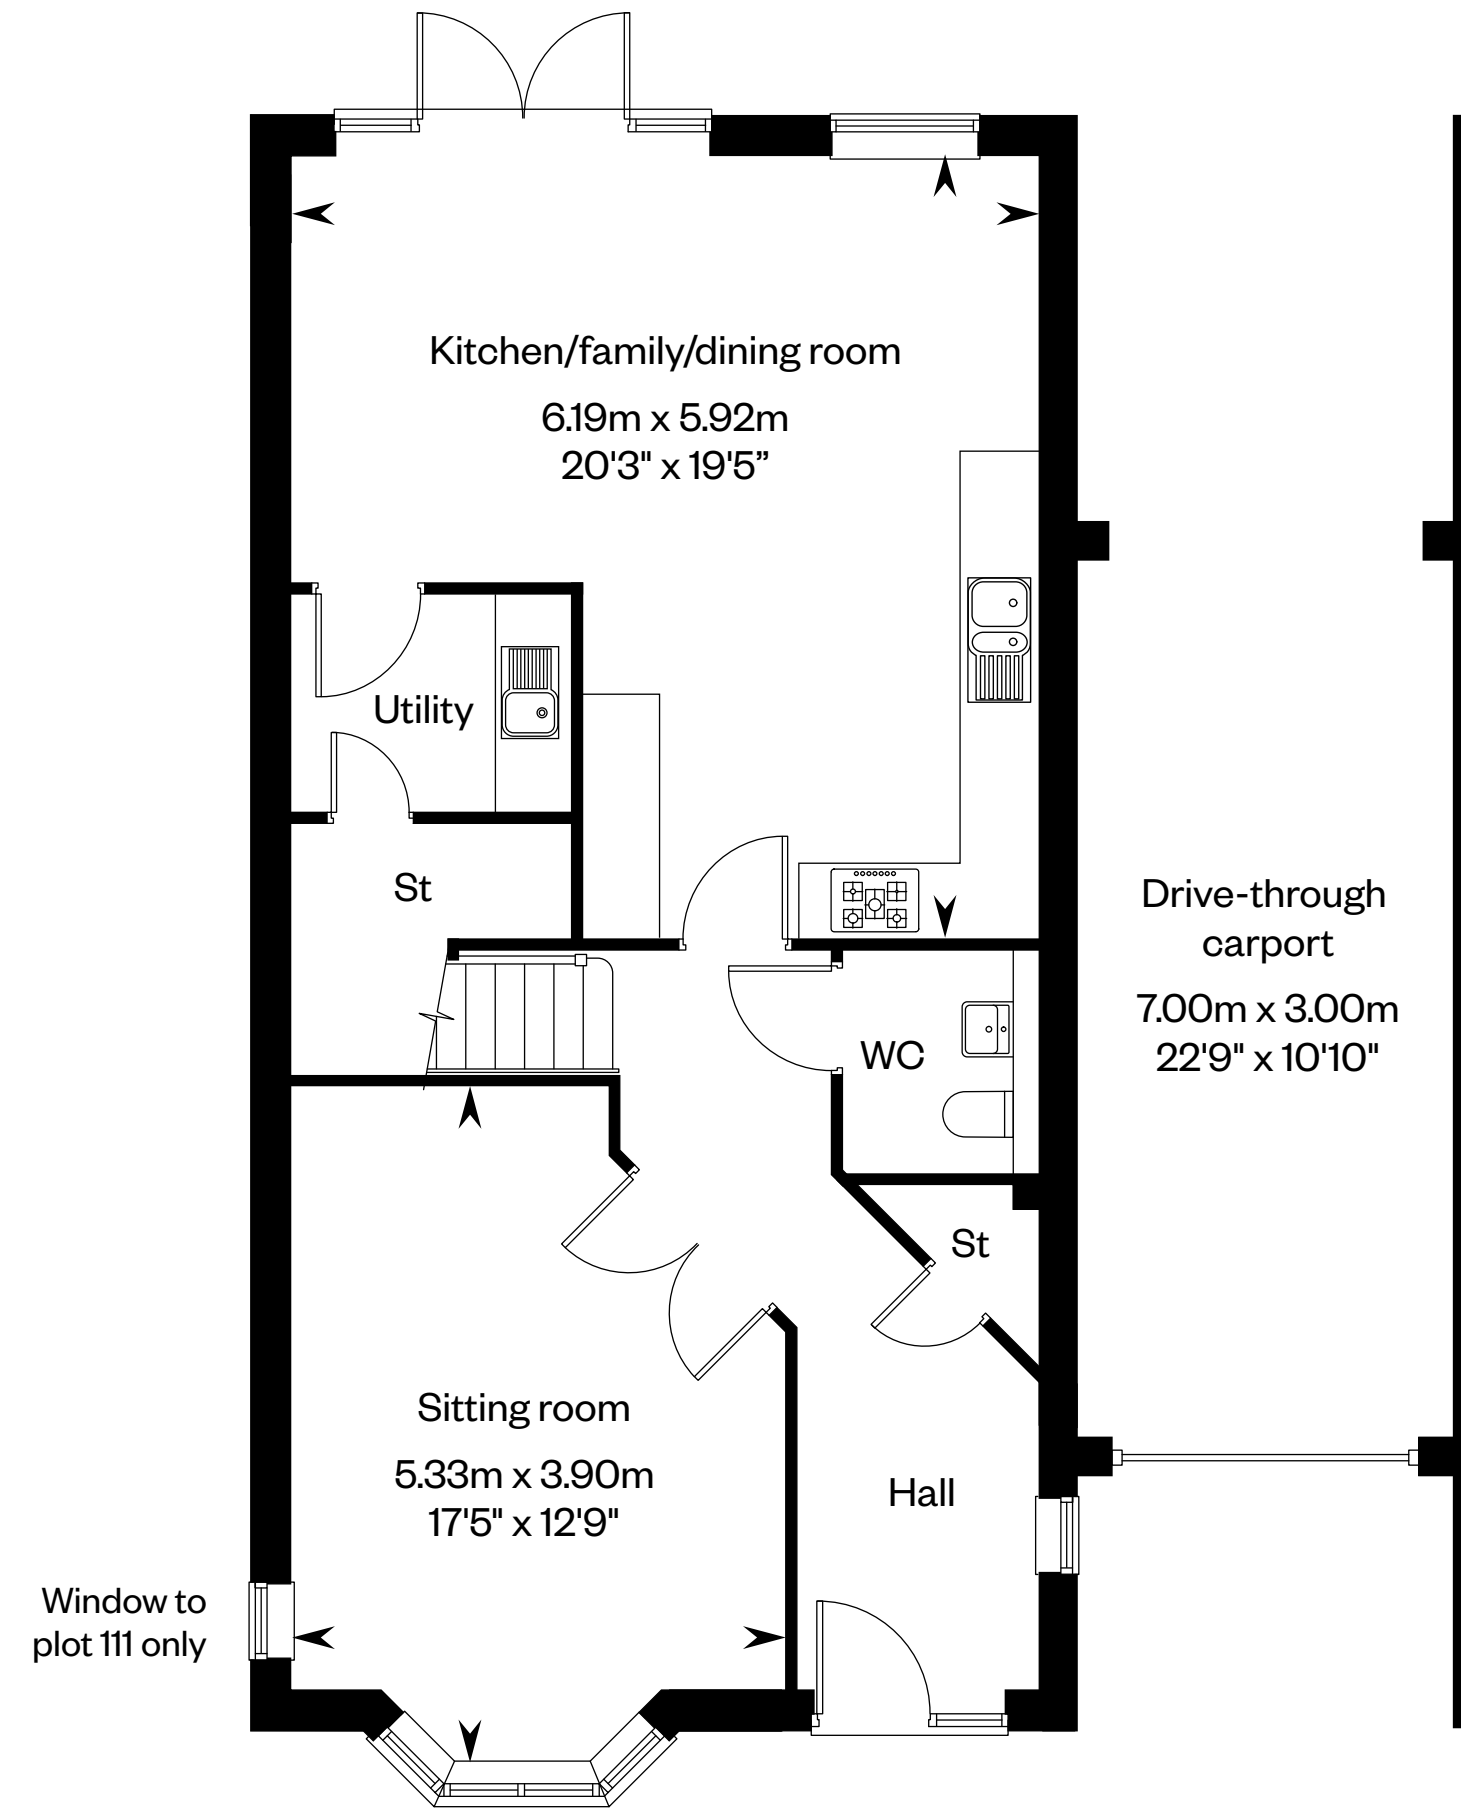 Kitchen/family/dining room
6.19m x 5.92m
20'3" x 19'5”
Utility
St
Drive-through
carport
7.00m x 3.00m
22'9" x 10'10"
WC
St
Sitting room
5.33m x 3.90m
17'5" x 12'9"
Hall
Window to
plot 111 only